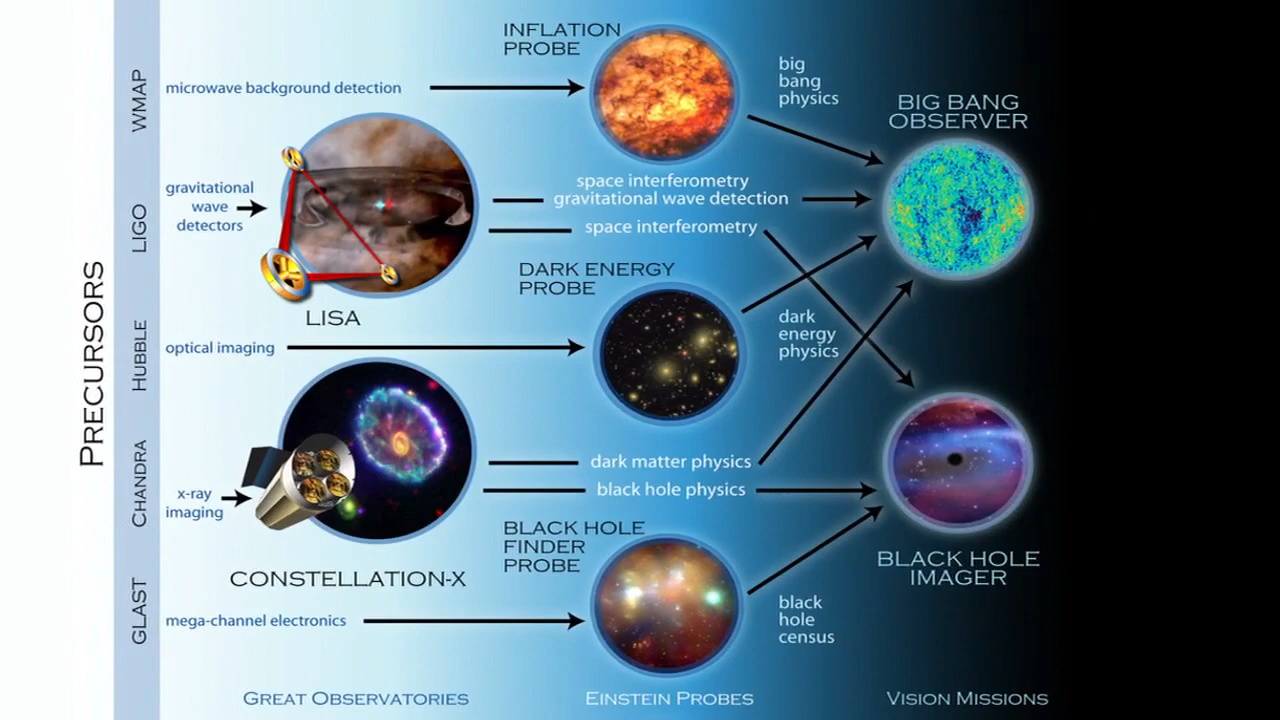 PRECURSORS
WMAP
LIGO
HUBBLE
CHANDRA
GLAST
INFLATION
PROBE
microwave background detection
big
bang
physics
BIG BANG
OBSERVER
gravitational
wave
detectors
LISA
space interferometry
gravitational wave detection
space interferometry
DARK ENERGY
PROBE
optical imaging
dark
energy
physics
x-ray
imaging
CONSTELLATION-X
dark matter physics
black hole physics
BLACK HOLE
FINDER
PROBE
BLACK HOLE
IMAGER
mega-channel electronics
black
hole
census
GREAT OBSERVATORIES
EINSTEIN PROBES
VISION MISSIONS